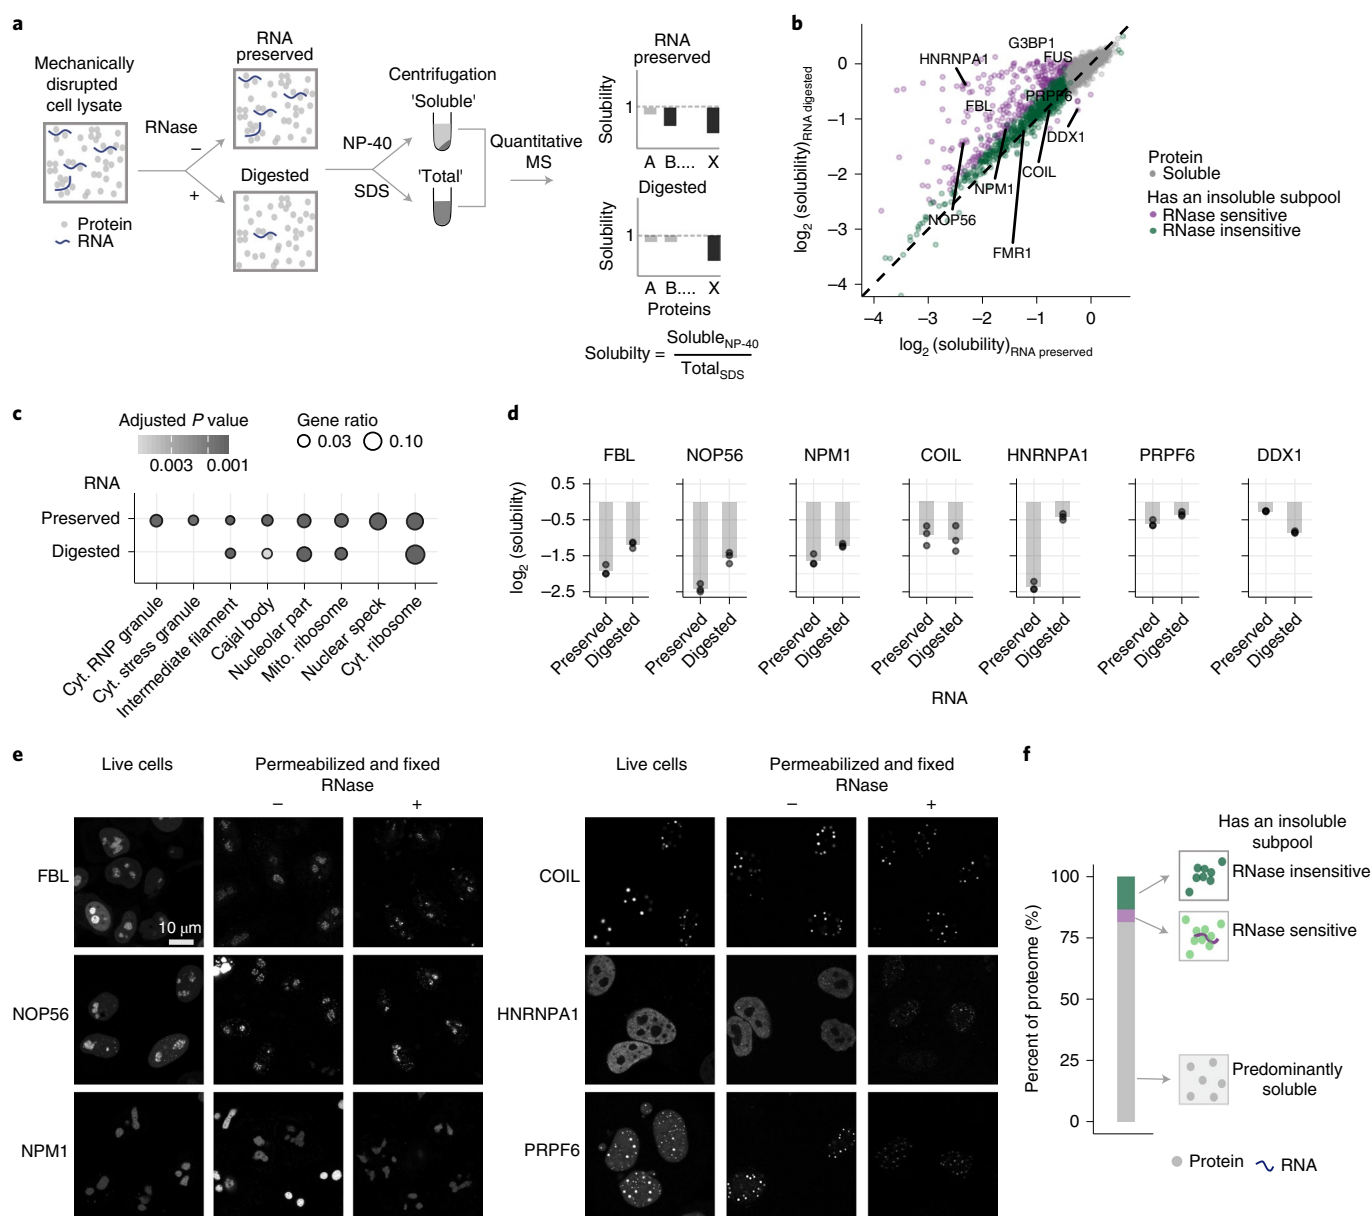 a
Mechanically
disrupted
cell lysate
Protein
RNA
RNase
–
+
RNA
preserved
Digested
NP-40
SDS
Centrifugation
'Soluble'
'Total'
Quantitative
MS
RNA
preserved
Solubility
1
A B.... X
Digested
Solubility
1
A B.... X
Proteins
Solubilty = Soluble NP-40
Total SDS
b
log2 (solubility)RNA digested
0
–1
–2
–3
–4
–4 –3 –2 –1 0
log2 (solubility)RNA preserved
G3BP1
HNRNPA1
FUS
FBL
PRPF6
DDX1
COIL
NPM1
NOP56
FMR1
Protein
Soluble
Has an insoluble subpool
RNase sensitive
RNase insensitive
c
Adjusted P value
0.003 0.001
Gene ratio
0.03 0.10
RNA
Preserved
Digested
Cyt. RNP granule
Cyt. stress granule
Intermediate filament
Cajal body
Nucleolar part
Mito. ribosome
Nuclear speck
Cyt. ribosome
d
FBL NOP56 NPM1 COIL HNRNPA1 PRPF6 DDX1
log2 (solubility)
0.5
–0.5
–1.5
–2.5
Preserved Digested Preserved Digested Preserved Digested Preserved Digested Preserved Digested Preserved Digested Preserved Digested
RNA
e
Live cells
Permeabilized and fixed
RNase
– +
FBL
10 μm
NOP56
NPM1
Live cells
Permeabilized and fixed
RNase
– +
COIL
HNRNPA1
PRPF6
f
Has an insoluble
subpool
Percent of proteome (%)
100
75
50
25
0
RNase insensitive
RNase sensitive
Predominantly
soluble
Protein RNA